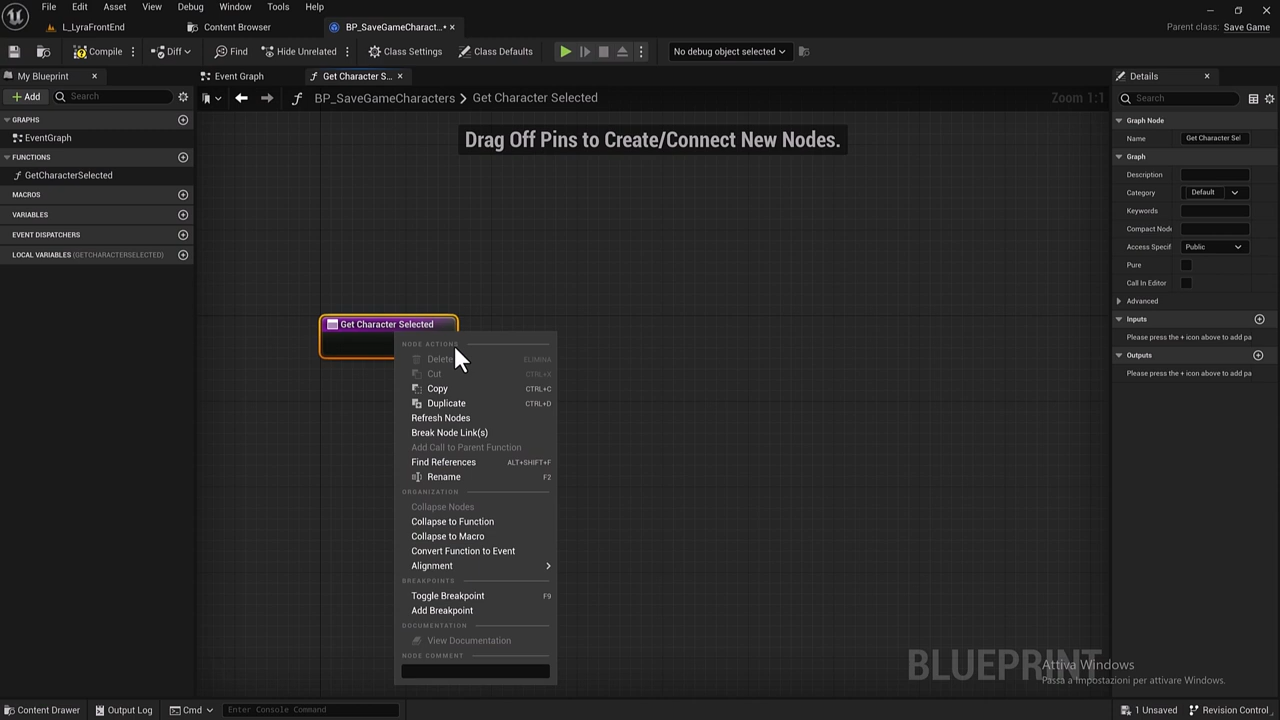 File Edit Asset View Debug Window Tools Help
L_LyraFrontEnd Content Browser BP_SaveGameCharact...• Parent class: Save Game
Compile Diff Find Hide Unrelated Class Settings Class Defaults No debug object selected
My Blueprint Event Graph Get Character S... Details
Add Search BP_SaveGameCharacters > Get Character Selected Zoom 1:1 Search
GRAPHS
EventGraph
FUNCTIONS
GetCharacterSelected
MACROS
VARIABLES
EVENT DISPATCHERS
LOCAL VARIABLES (GETCHARACTERSELECTED)
Drag Off Pins to Create/Connect New Nodes.
Get Character Selected
NODE ACTIONS
Delete ELIMINA
Cut CTRL+X
Copy CTRL+C
Duplicate CTRL+D
Refresh Nodes
Break Node Link(s)
Add Call to Parent Function
Find References ALT+SHIFT+F
Rename F2
ORGANIZATION
Collapse Nodes
Collapse to Function
Collapse to Macro
Convert Function to Event
Alignment
BREAKPOINTS
Toggle Breakpoint F9
Add Breakpoint
DOCUMENTATION
View Documentation
NODE COMMENT
Graph Node
Name Get Character Sel
Graph
Description
Category Default
Keywords
Compact Node
Access Specif Public
Pure
Call In Editor
Advanced
Inputs
Please press the + icon above to add pa
Outputs
Please press the + icon above to add pa
BLUEPRINT
Attiva Windows
Passa a Impostazioni per attivare Windows.
Content Drawer Output Log Cmd Enter Console Command 1 Unsaved Revision Control